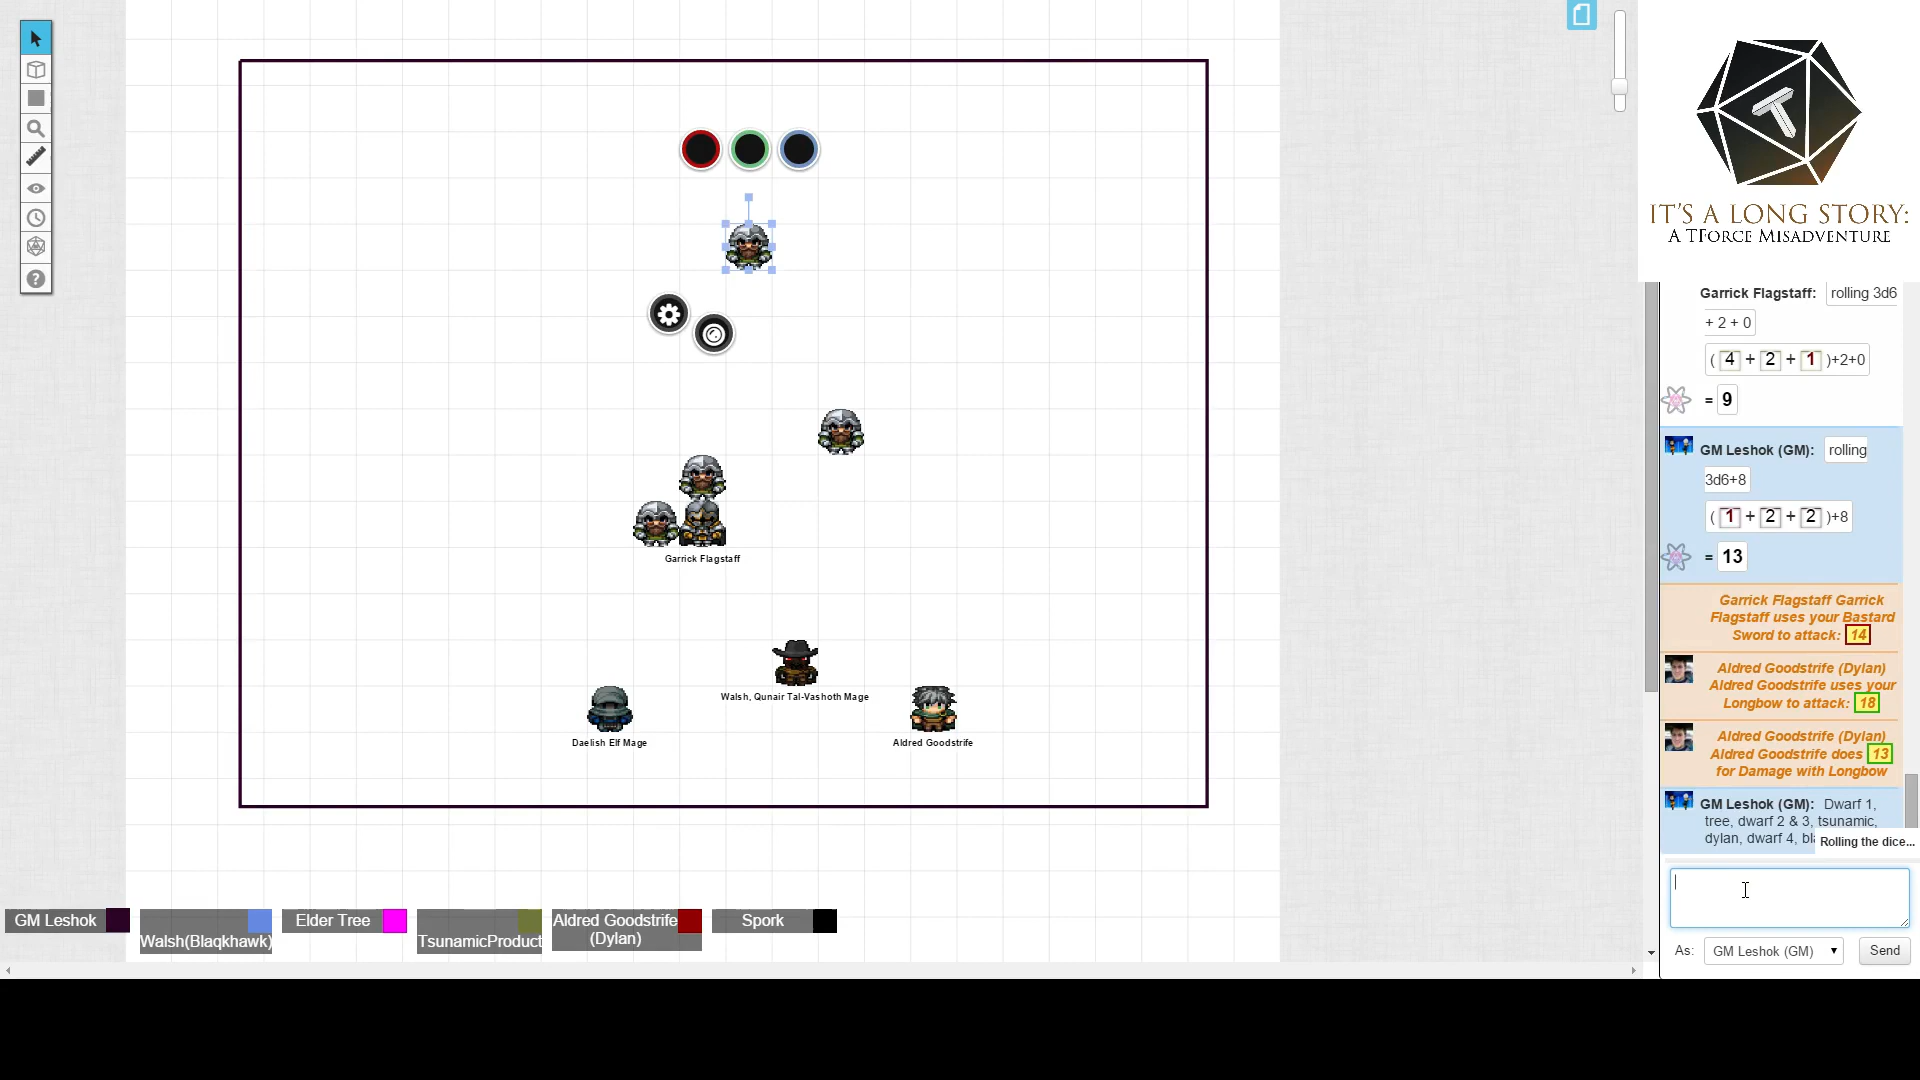 IT'S A LONG STORY:
A TFORCE MISADVENTURE
Garrick Flagstaff: rolling 3d6
+ 2 + 0
( 4 + 2 + 1 )+2+0
= 9
GM Leshok (GM): rolling
3d6+8
( 1 + 2 + 2 )+8
= 13
Garrick Flagstaff Garrick
Flagstaff uses your Bastard
Sword to attack: 14
Aldred Goodstrife (Dylan)
Aldred Goodstrife uses your
Longbow to attack: 18
Aldred Goodstrife (Dylan)
Aldred Goodstrife does 13
for Damage with Longbow
GM Leshok (GM): Dwarf 1,
tree, dwarf 2 & 3, tsunamic,
dylan, dwarf 4,
Rolling the dice...
As: GM Leshok (GM) Send
Garrick Flagstaff
Walsh, Qunair Tal-Vashoth Mage
Daelish Elf Mage
Aldred Goodstrife
GM Leshok
Walsh(Blaqkhawk)
Elder Tree
TsunamicProduct
Aldred Goodstrife
(Dylan)
Spork